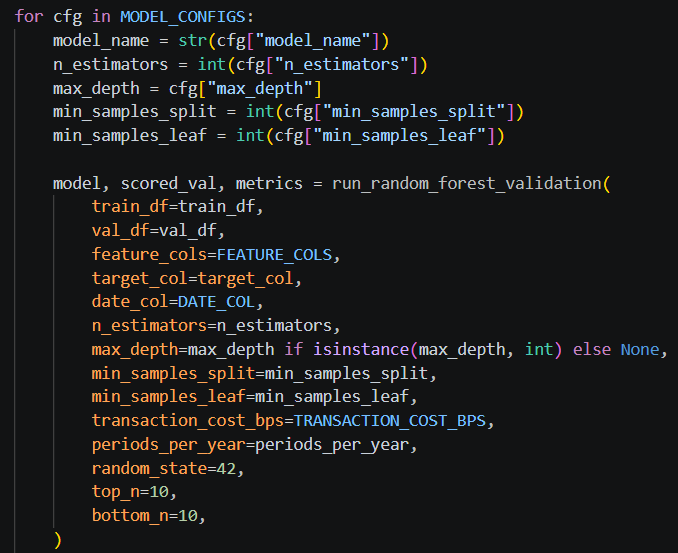 for cfg in MODEL_CONFIGS:
    model_name = str(cfg["model_name"])
    n_estimators = int(cfg["n_estimators"])
    max_depth = cfg["max_depth"]
    min_samples_split = int(cfg["min_samples_split"])
    min_samples_leaf = int(cfg["min_samples_leaf"])

    model, scored_val, metrics = run_random_forest_validation(
        train_df=train_df,
        val_df=val_df,
        feature_cols=FEATURE_COLS,
        target_col=target_col,
        date_col=DATE_COL,
        n_estimators=n_estimators,
        max_depth=max_depth if isinstance(max_depth, int) else None,
        min_samples_split=min_samples_split,
        min_samples_leaf=min_samples_leaf,
        transaction_cost_bps=TRANSACTION_COST_BPS,
        periods_per_year=periods_per_year,
        random_state=42,
        top_n=10,
        bottom_n=10,
    )